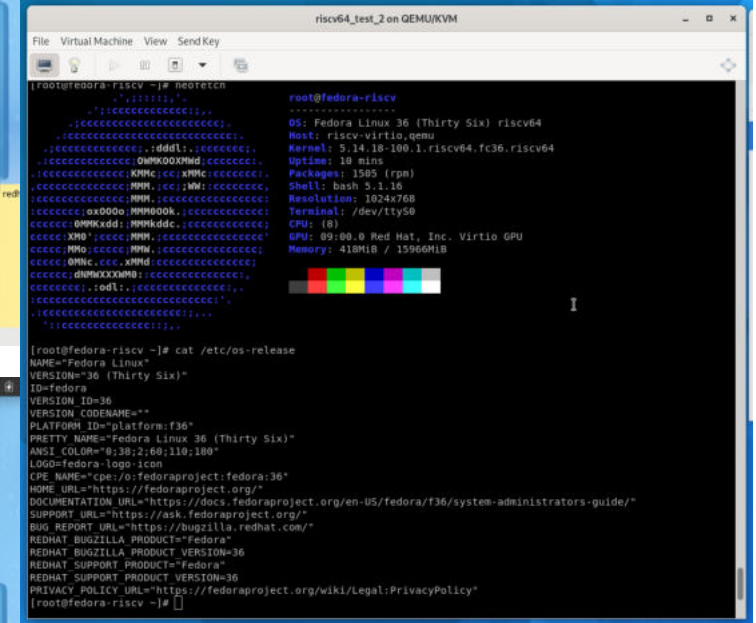 riscv64_test_2 on QEMU/KVM
File Virtual Machine View Send Key
[root@fedora-riscv ~]# neofetch
root@fedora-riscv
-----------------
OS: Fedora Linux 36 (Thirty Six) riscv64
Host: riscv-virtio,qemu
Kernel: 5.14.18-100.1.riscv64.fc36.riscv64
Uptime: 10 mins
Packages: 1505 (rpm)
Shell: bash 5.1.16
Resolution: 1024x768
Terminal: /dev/ttyS0
CPU: (8)
GPU: 09:00.0 Red Hat, Inc. Virtio GPU
Memory: 418MiB / 15966MiB
[root@fedora-riscv ~]# cat /etc/os-release
NAME="Fedora Linux"
VERSION="36 (Thirty Six)"
ID=fedora
VERSION_ID=36
VERSION_CODENAME=""
PLATFORM_ID="platform:f36"
PRETTY_NAME="Fedora Linux 36 (Thirty Six)"
ANSI_COLOR="0;38;2;60;110;180"
LOGO=fedora-logo-icon
CPE_NAME="cpe:/o:fedoraproject:fedora:36"
HOME_URL="https://fedoraproject.org/"
DOCUMENTATION_URL="https://docs.fedoraproject.org/en-US/fedora/f36/system-administrators-guide/"
SUPPORT_URL="https://ask.fedoraproject.org/"
BUG_REPORT_URL="https://bugzilla.redhat.com/"
REDHAT_BUGZILLA_PRODUCT="Fedora"
REDHAT_BUGZILLA_PRODUCT_VERSION=36
REDHAT_SUPPORT_PRODUCT="Fedora"
REDHAT_SUPPORT_PRODUCT_VERSION=36
PRIVACY_POLICY_URL="https://fedoraproject.org/wiki/Legal:PrivacyPolicy"
[root@fedora-riscv ~]#